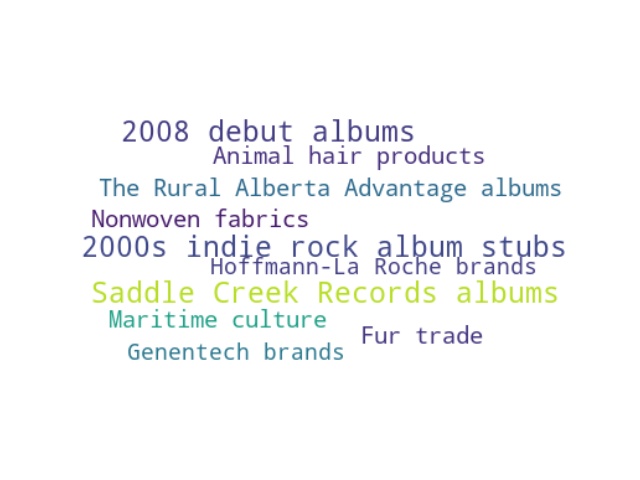 2008 debut albums
Animal hair products
The Rural Alberta Advantage albums
Nonwoven fabrics
2000s indie rock album stubs
Hoffmann-La Roche brands
Saddle Creek Records albums
Maritime culture
Fur trade
Genentech brands